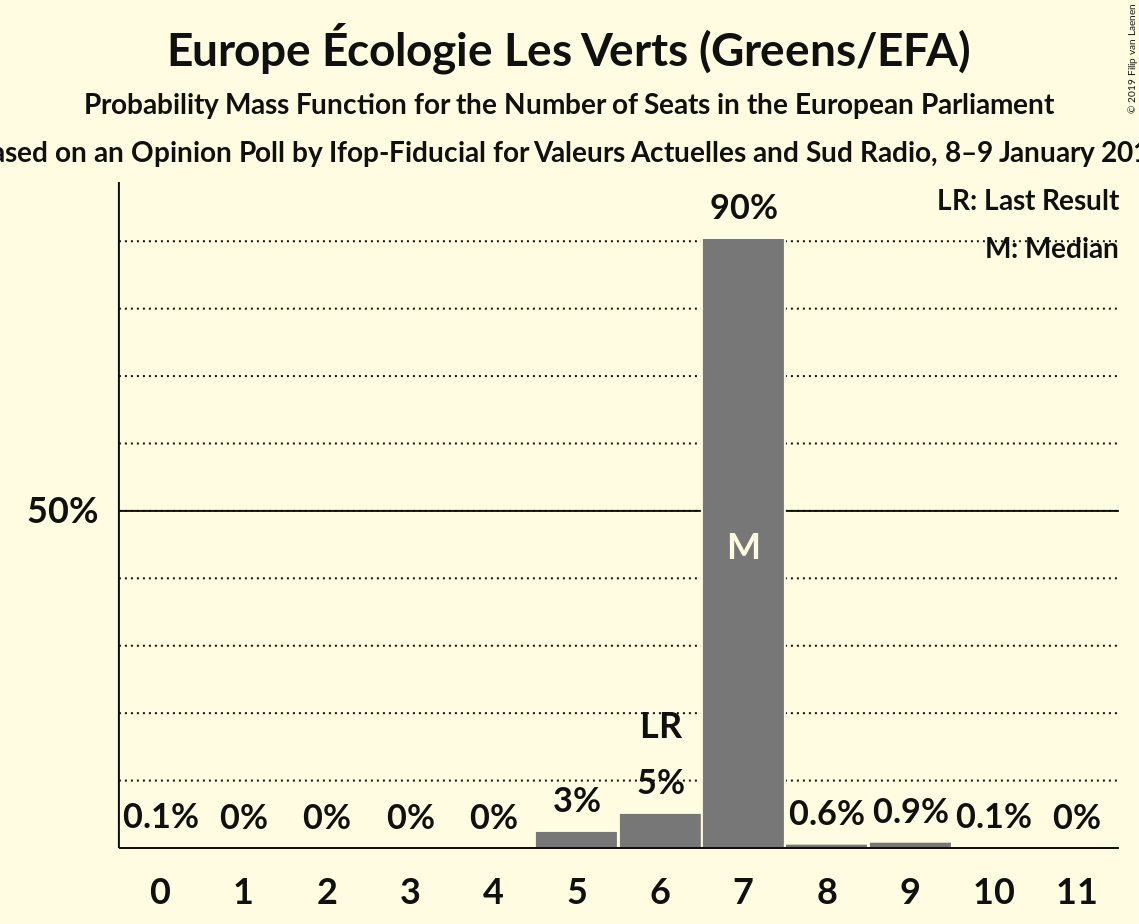 Europe Écologie Les Verts (Greens/EFA)
Probability Mass Function for the Number of Seats in the European Parliament
on an Opinion Poll by Ifop-Fiducial for Valeurs Actuelles and Sud Radio, 8–9 January
© 2019 Filip van Laenen
LR: Last Result
M: Median
90%
50%
M
LR
0.1% 0% 0% 0% 0% 3% 5% 0.6% 0.9% 0.1% 0%
0 1 2 3 4 5 6 7 8 9 10 11